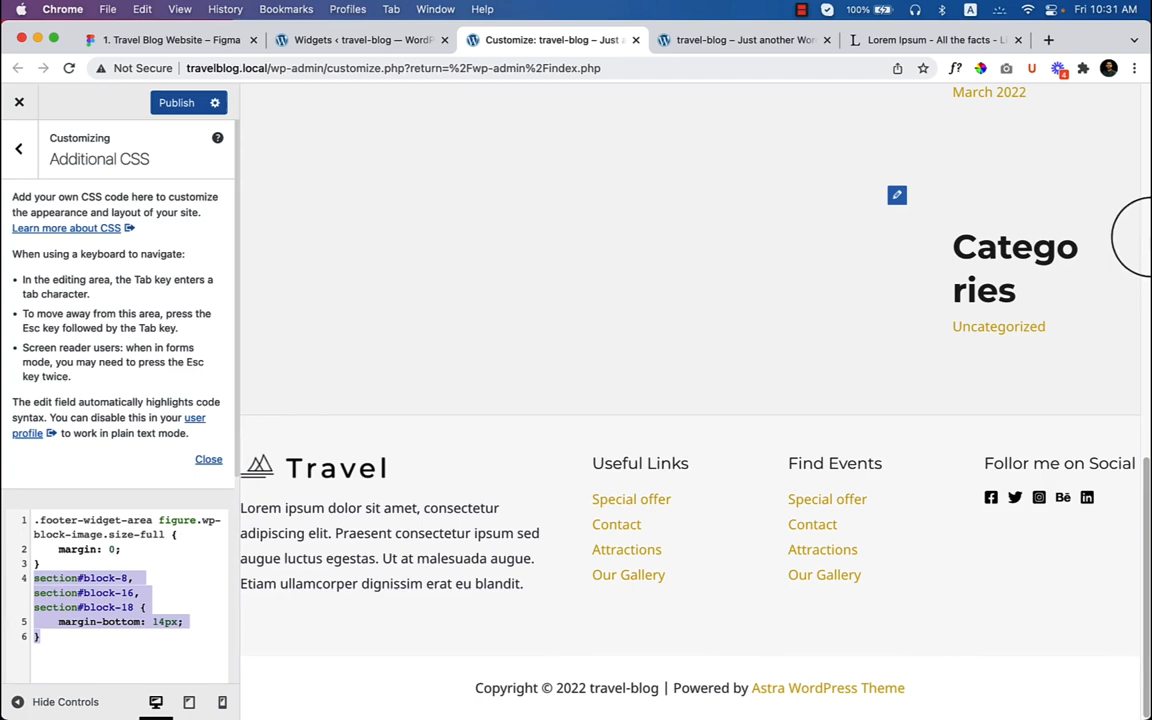 Chrome File Edit View History Bookmarks Profiles Tab Window Help 100% A Fri 10:31 AM
1. Travel Blog Website – Figma
Widgets ‹ travel-blog — WordP
Customize: travel-blog – Just a
travel-blog – Just another Wor
Lorem Ipsum - All the facts - Li
Not Secure travelblog.local/wp-admin/customize.php?return=%2Fwp-admin%2Findex.php
f? U 4
Publish
Customizing
Additional CSS
Add your own CSS code here to customize
the appearance and layout of your site.
Learn more about CSS
When using a keyboard to navigate:
• In the editing area, the Tab key enters a
tab character.
• To move away from this area, press the
Esc key followed by the Tab key.
• Screen reader users: when in forms
mode, you may need to press the Esc
key twice.
The edit field automatically highlights code
syntax. You can disable this in your user
profile to work in plain text mode.
Close
1 .footer-widget-area figure.wp-
block-image.size-full {
2 margin: 0;
3 }
4 section#block-8,
section#block-16,
section#block-18 {
5 margin-bottom: 14px;
6 }
Hide Controls
March 2022
Catego
ries
Uncategorized
Travel
Lorem ipsum dolor sit amet, consectetur
adipiscing elit. Praesent consectetur ipsum sed
augue luctus egestas. Ut at malesuada augue.
Etiam ullamcorper dignissim erat eu blandit.
Useful Links
Special offer
Contact
Attractions
Our Gallery
Find Events
Special offer
Contact
Attractions
Our Gallery
Follor me on Social
Bē
Copyright © 2022 travel-blog | Powered by Astra WordPress Theme